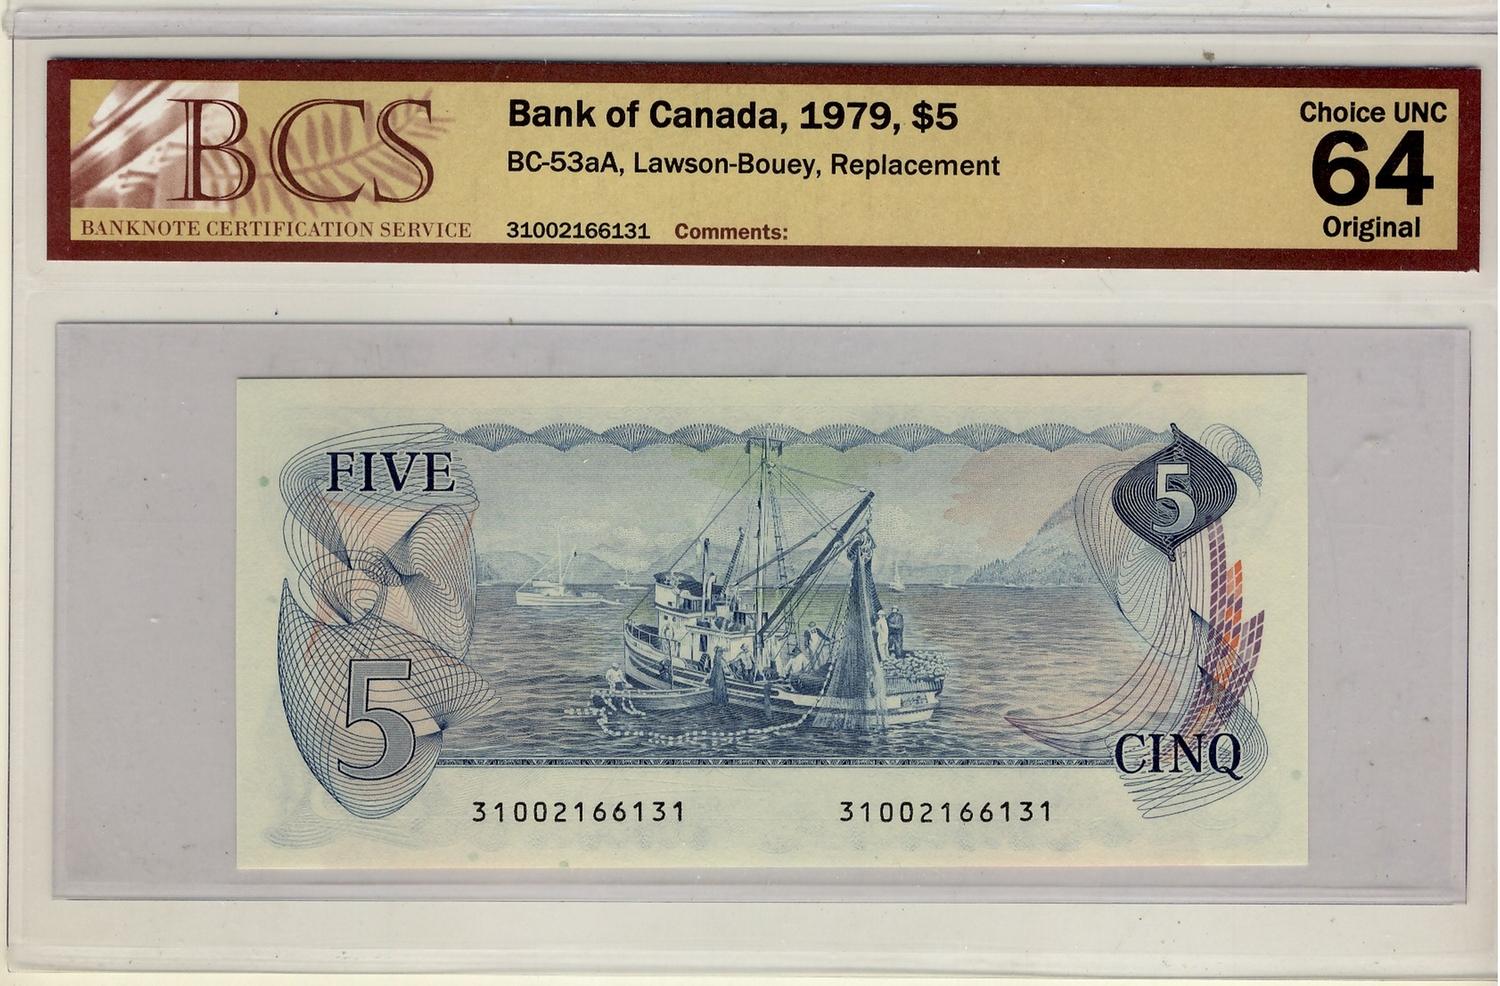 BCS
BANKNOTE CERTIFICATION SERVICE
Bank of Canada, 1979, $5
BC-53aA, Lawson-Bouey, Replacement
31002166131 Comments:
Choice UNC
64
Original
FIVE
5
5
CINQ
31002166131 31002166131